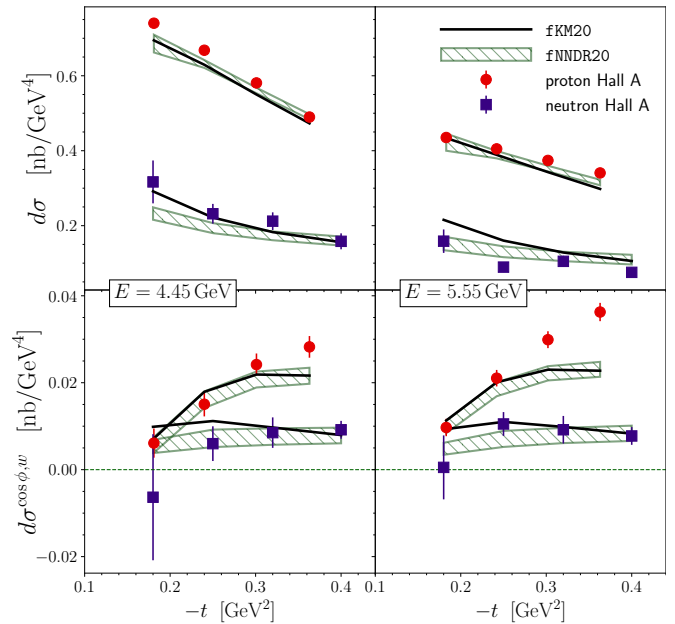 fKM20
fNNDR20
proton Hall A
neutron Hall A
0.6
0.4
0.2
dσ [nb/GeV⁴]
E = 4.45 GeV
E = 5.55 GeV
0.04
0.02
0.00
−0.02
dσ^{cos ϕ,w} [nb/GeV⁴]
0.1 0.2 0.3 0.4 0.2 0.3 0.4
−t [GeV²] −t [GeV²]